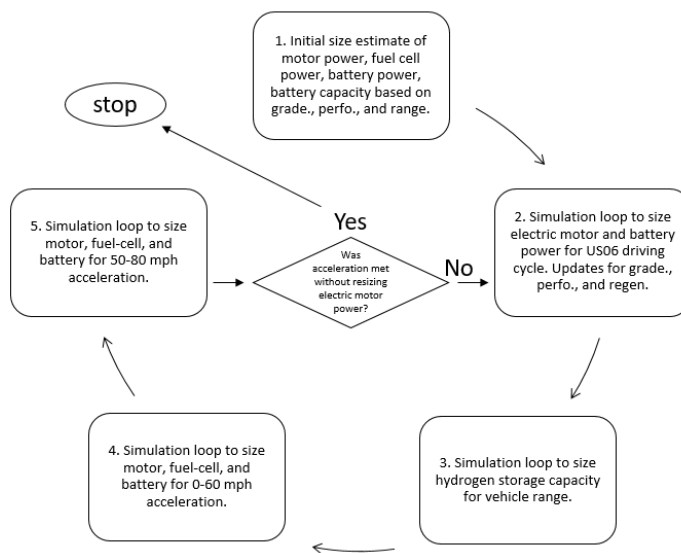 1. Initial size estimate of
motor power, fuel cell
power, battery power,
battery capacity based on
grade., perfo., and range.
stop
Yes
5. Simulation loop to size
motor, fuel-cell, and
battery for 50-80 mph
acceleration.
Was
acceleration met
without resizing
electric motor
power?
No
2. Simulation loop to size
electric motor and battery
power for US06 driving
cycle. Updates for grade.,
perfo., and regen.
4. Simulation loop to size
motor, fuel-cell, and
battery for 0-60 mph
acceleration.
3. Simulation loop to size
hydrogen storage capacity
for vehicle range.